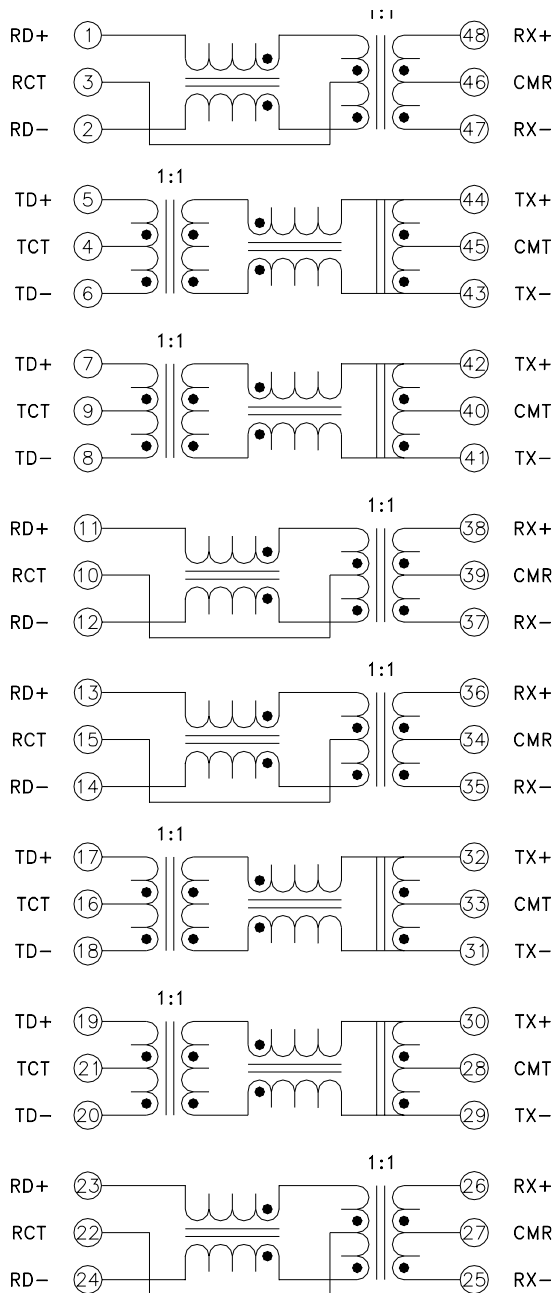 1:1
RD+ 1 48 RX+
RCT 3 46 CMR
RD- 2 47 RX-
1:1
TD+ 5 44 TX+
TCT 4 45 CMT
TD- 6 43 TX-
1:1
TD+ 7 42 TX+
TCT 9 40 CMT
TD- 8 41 TX-
1:1
RD+ 11 38 RX+
RCT 10 39 CMR
RD- 12 37 RX-
1:1
RD+ 13 36 RX+
RCT 15 34 CMR
RD- 14 35 RX-
1:1
TD+ 17 32 TX+
TCT 16 33 CMT
TD- 18 31 TX-
1:1
TD+ 19 30 TX+
TCT 21 28 CMT
TD- 20 29 TX-
1:1
RD+ 23 26 RX+
RCT 22 27 CMR
RD- 24 25 RX-